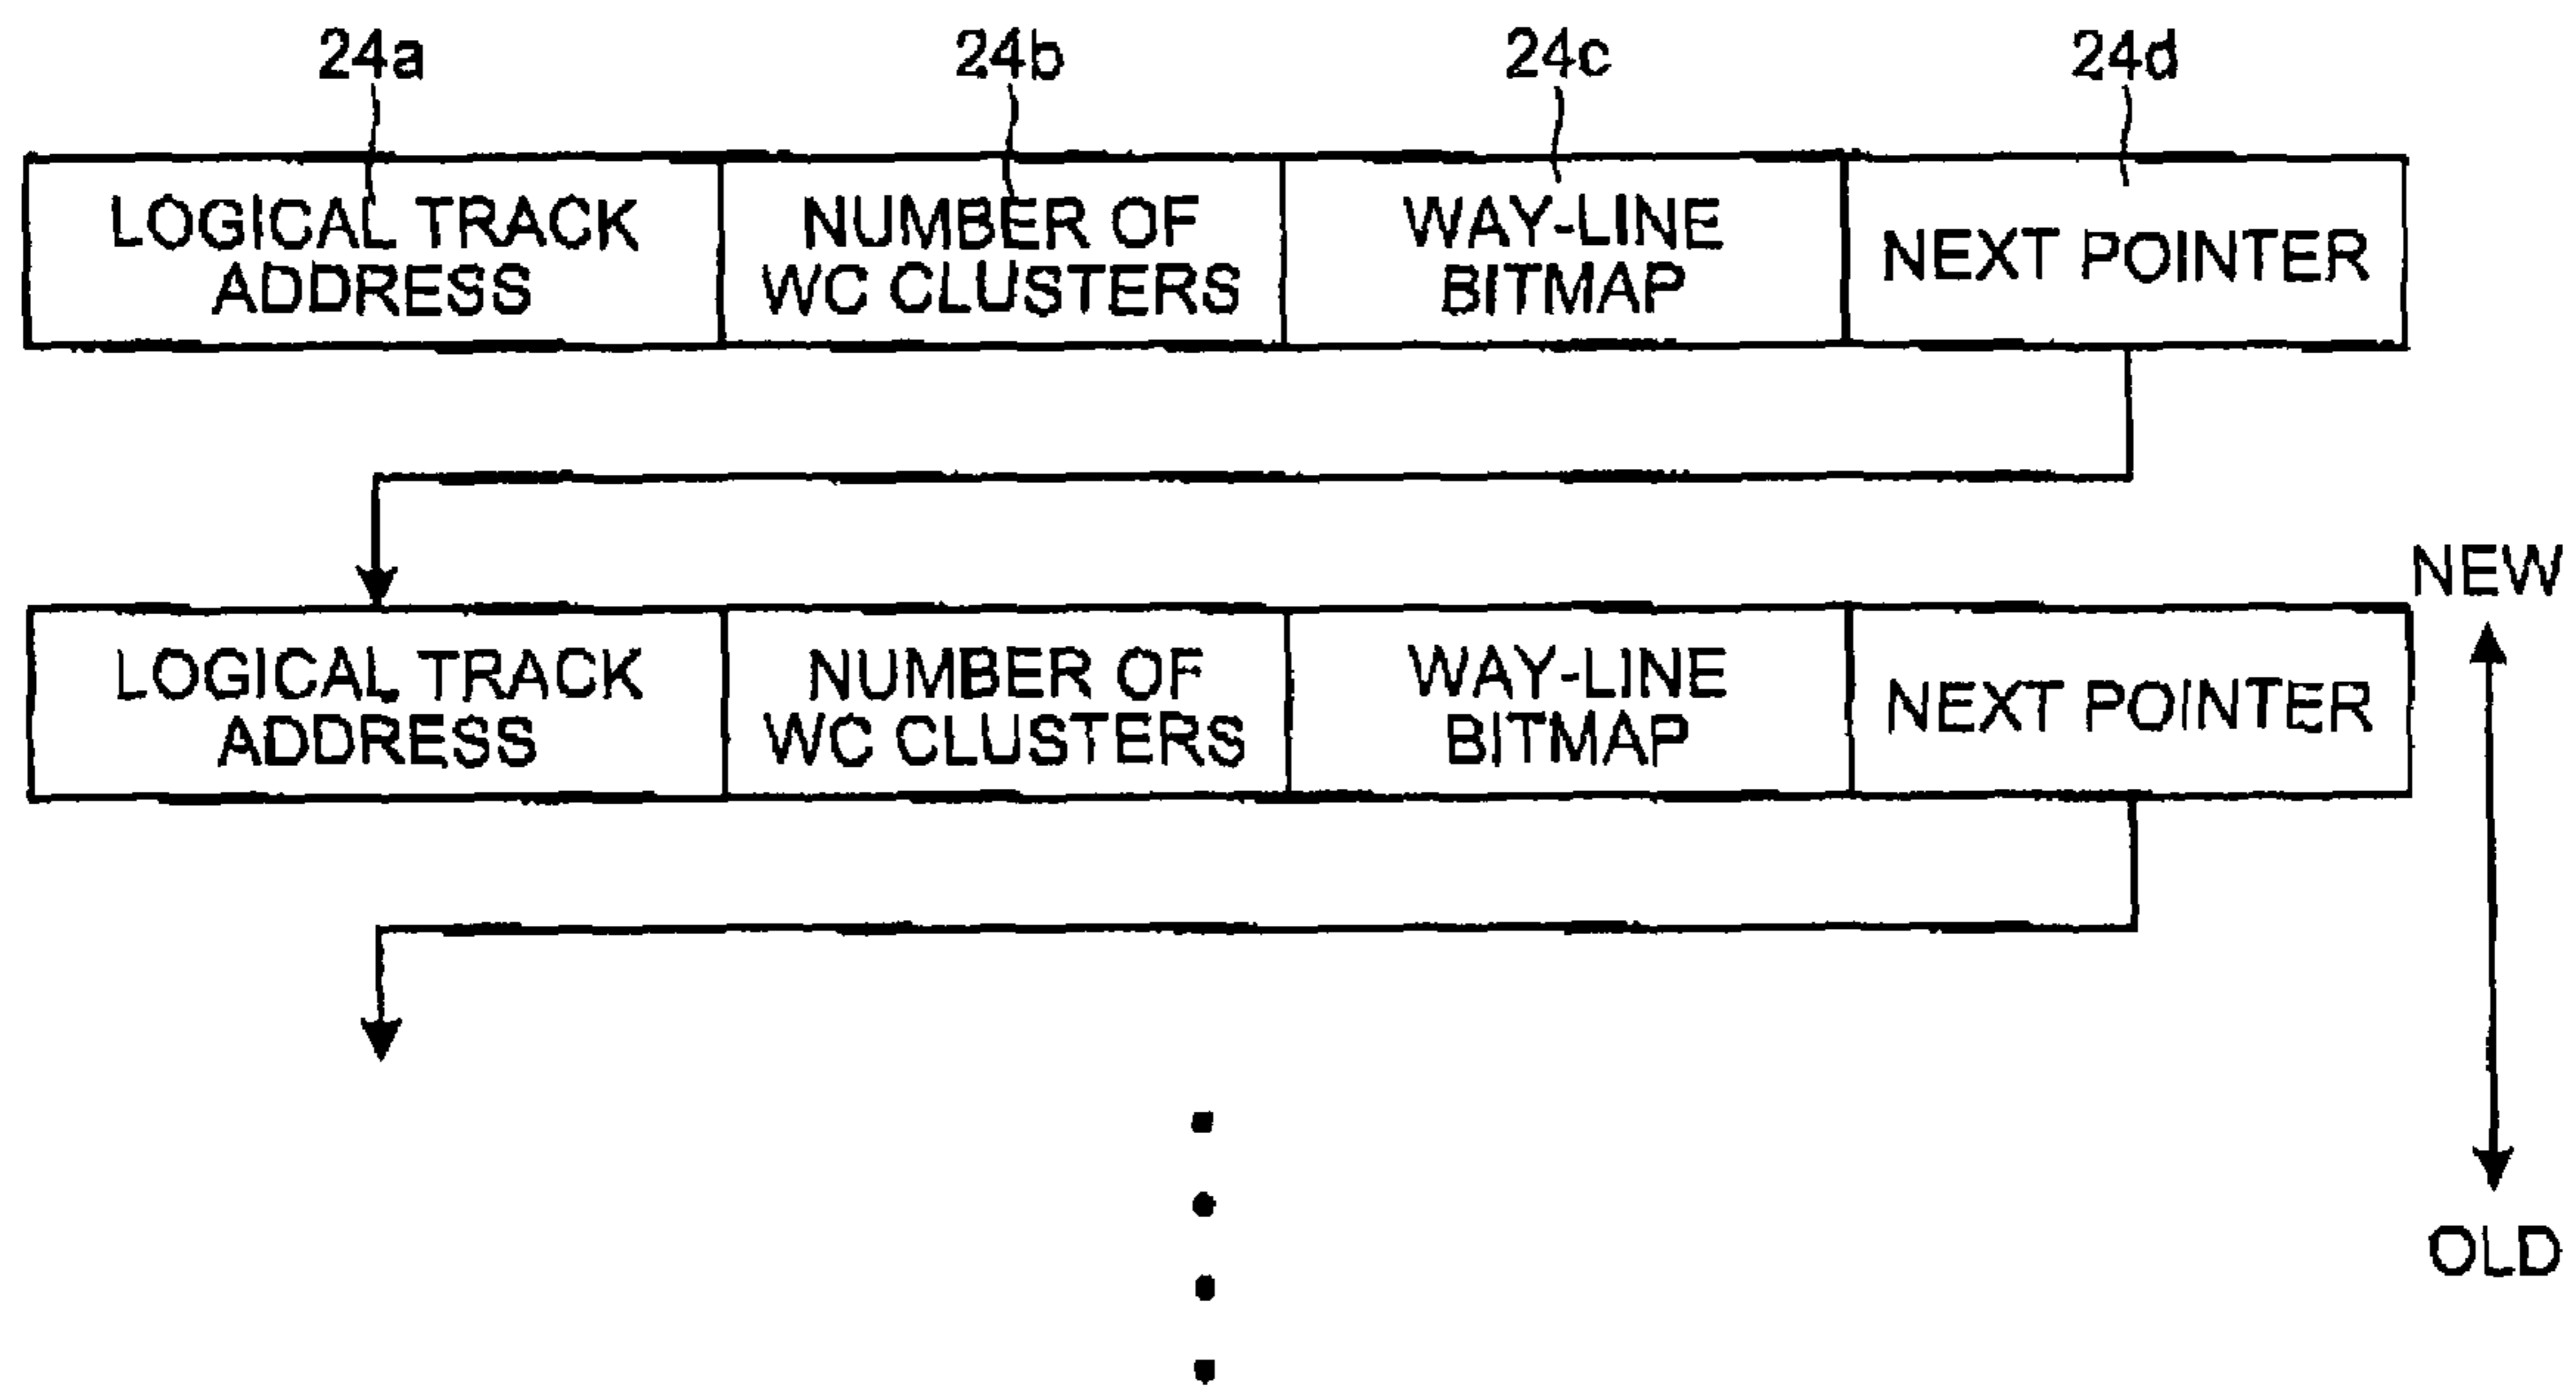 24a 24b 24c 24d
LOGICAL TRACK ADDRESS
NUMBER OF WC CLUSTERS
WAY-LINE BITMAP
NEXT POINTER
NEW
LOGICAL TRACK ADDRESS
NUMBER OF WC CLUSTERS
WAY-LINE BITMAP
NEXT POINTER
OLD